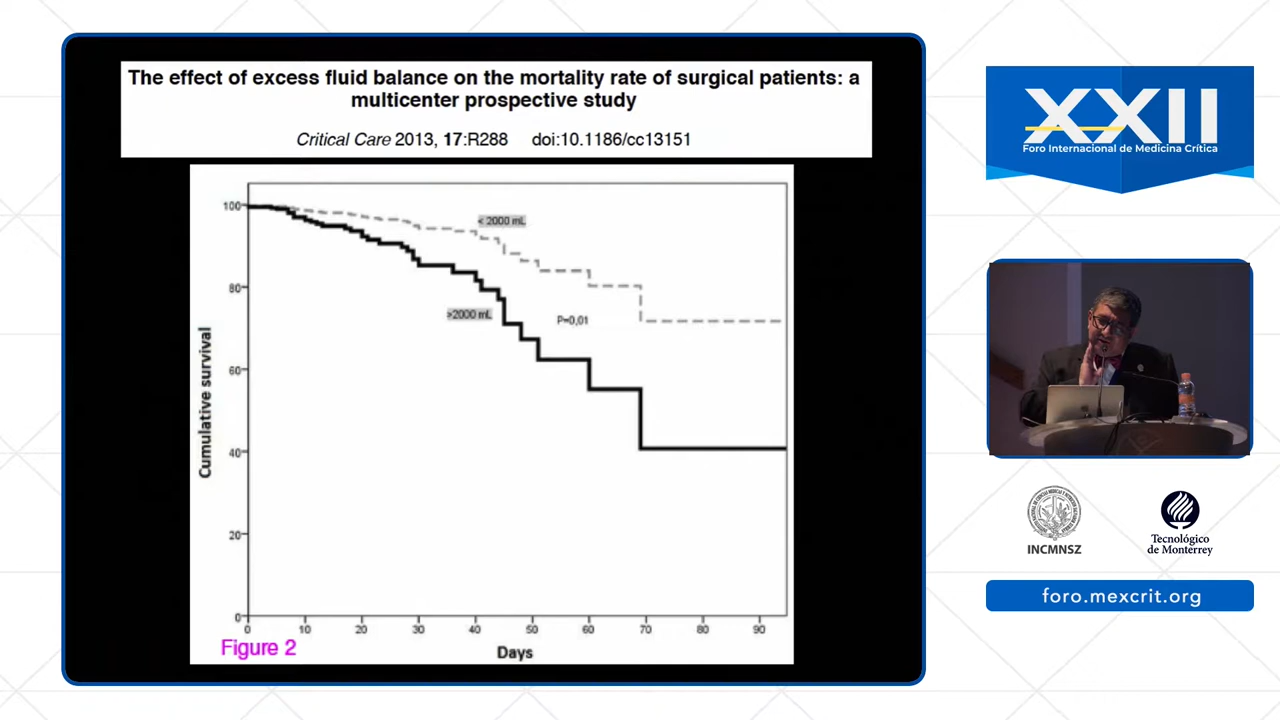 The effect of excess fluid balance on the mortality rate of surgical patients: a
multicenter prospective study
Critical Care 2013, 17:R288 doi:10.1186/cc13151
100
80
60
40
20
0
Cumulative survival
< 2000 mL
>2000 mL
P=0,01
0 10 20 30 40 50 60 70 80 90
Figure 2
Days
XXII
Foro Internacional de Medicina Crítica
INCMNSZ
Tecnológico
de Monterrey
foro.mexcrit.org